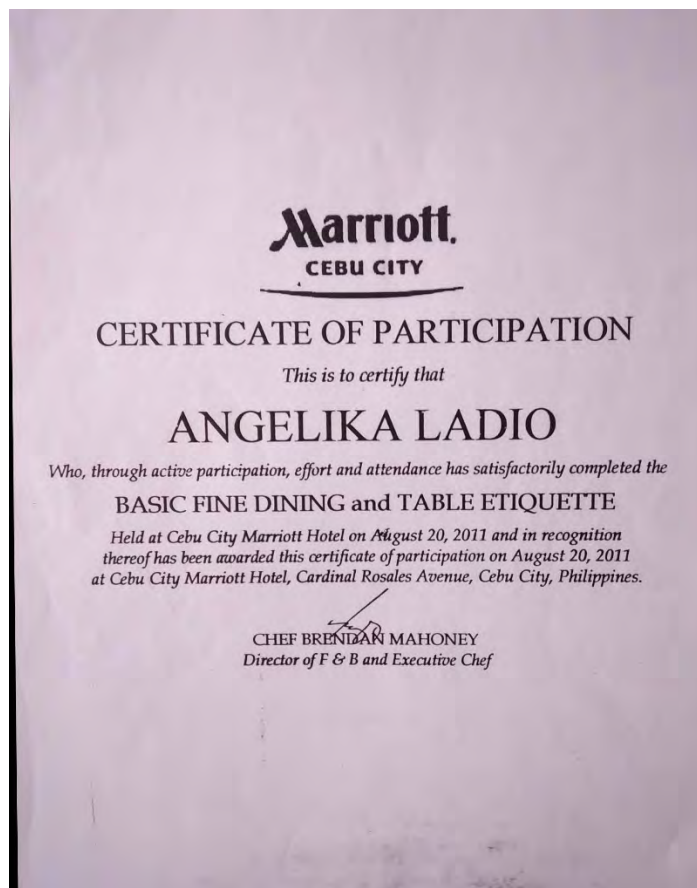 Marriott.
CEBU CITY
CERTIFICATE OF PARTICIPATION
This is to certify that
ANGELIKA LADIO
Who, through active participation, effort and attendance has satisfactorily completed the
BASIC FINE DINING and TABLE ETIQUETTE
Held at Cebu City Marriott Hotel on August 20, 2011 and in recognition
thereof has been awarded this certificate of participation on August 20, 2011
at Cebu City Marriott Hotel, Cardinal Rosales Avenue, Cebu City, Philippines.
CHEF BRENDAN MAHONEY
Director of F & B and Executive Chef